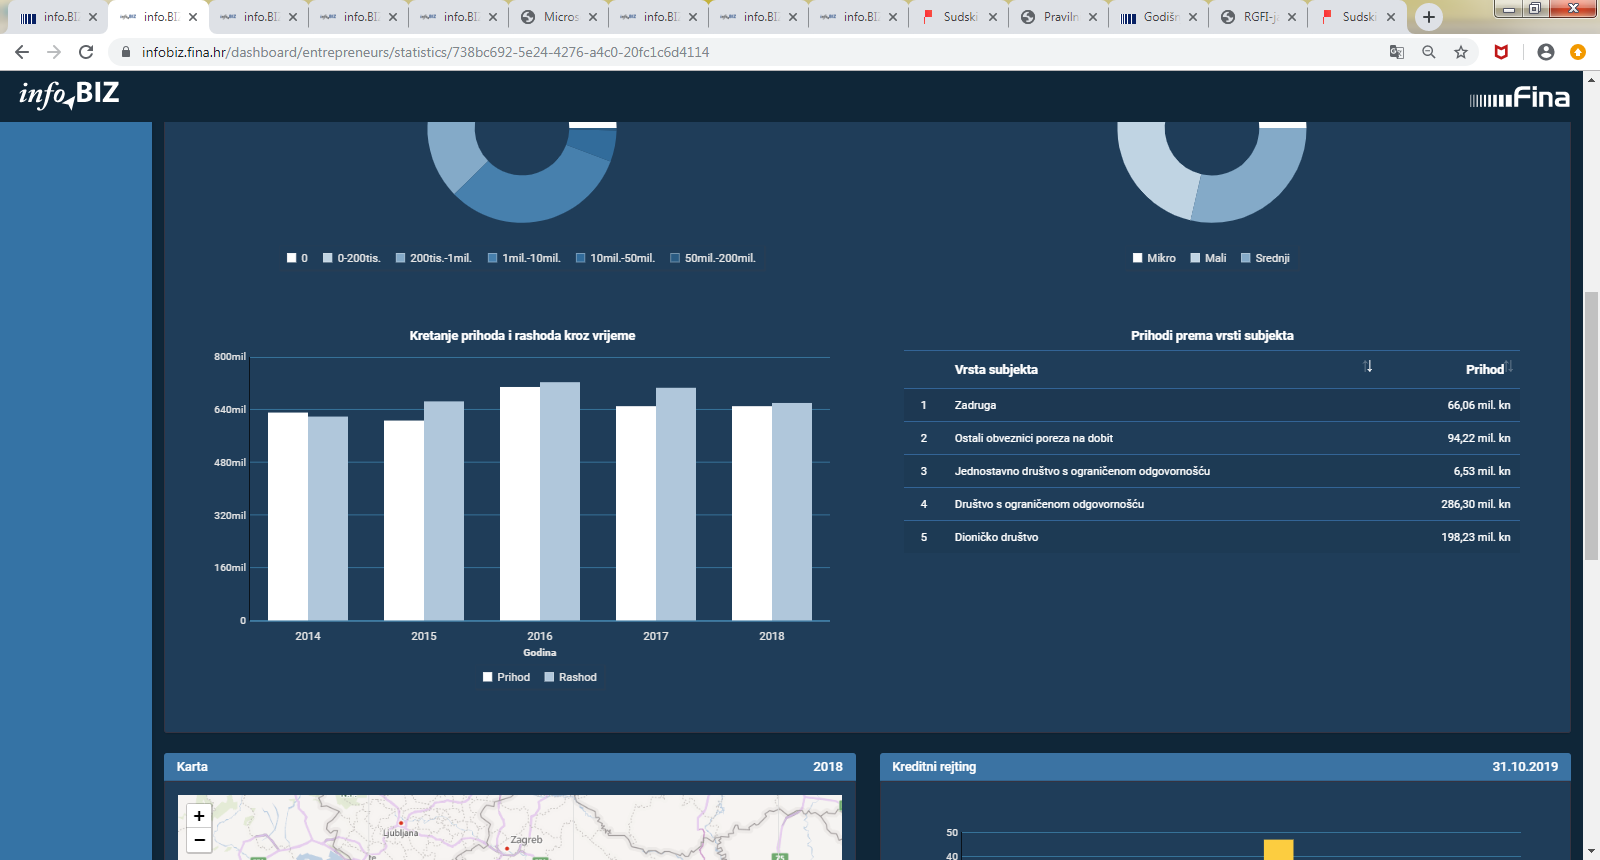 info.BI
info.BI
info.BI
info.BI
info.BI
Micros
info.BI
info.BI
info.BI
Sudski
Praviln
Godišn
RGFI-j
Sudski
infobiz.fina.hr/dashboard/entrepreneurs/statistics/738bc692-5e24-4276-a4c0-20fc1c6d4114
info.BIZ
Fina
0 0-200tis. 200tis.-1mil. 1mil.-10mil. 10mil.-50mil. 50mil.-200mil.
Mikro Mali Srednji
Kretanje prihoda i rashoda kroz vrijeme
800mil
640mil
480mil
320mil
160mil
0
2014 2015 2016 2017 2018
Godina
Prihod Rashod
Prihodi prema vrsti subjekta
Vrsta subjekta Prihod
1 Zadruga 66,06 mil. kn
2 Ostali obveznici poreza na dobit 94,22 mil. kn
3 Jednostavno društvo s ograničenom odgovornošću 6,53 mil. kn
4 Društvo s ograničenom odgovornošću 286,30 mil. kn
5 Dioničko društvo 198,23 mil. kn
Karta 2018
+
−
Ljubljana
Zagreb
Kreditni rejting 31.10.2019
50
40